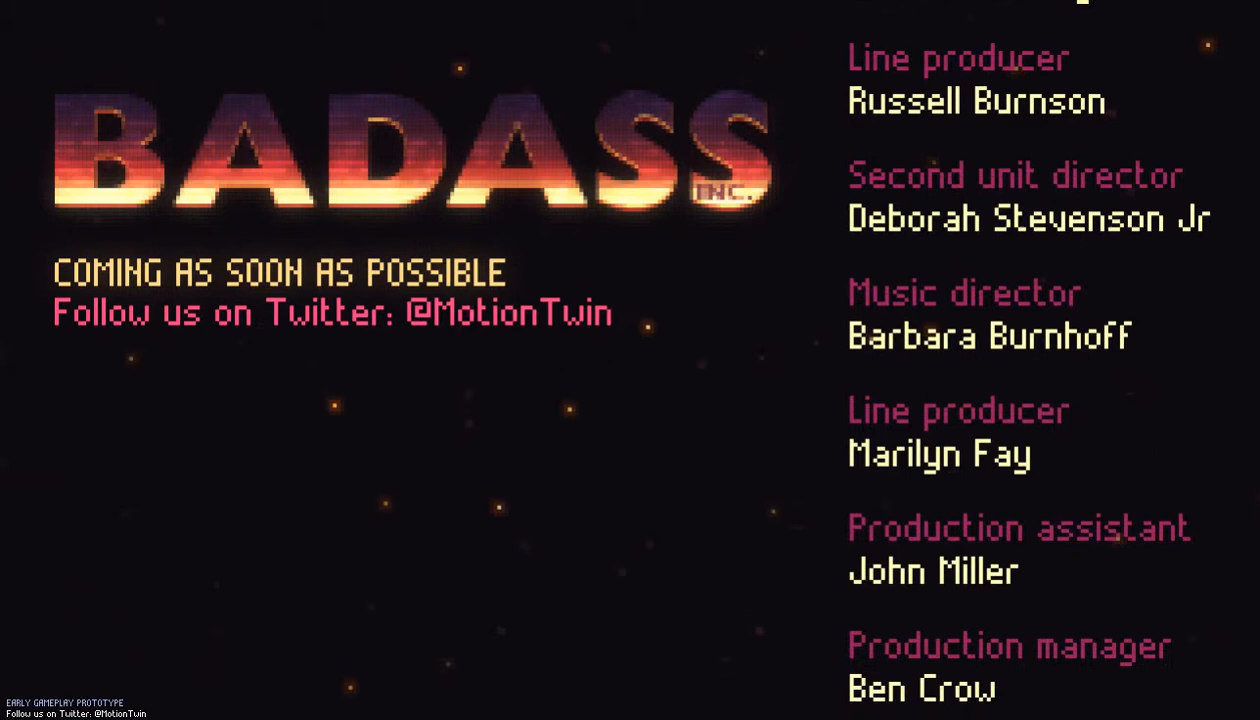 BADASS
INC.
COMING AS SOON AS POSSIBLE
Follow us on Twitter: @MotionTwin
Line producer
Russell Burnson
Second unit director
Deborah Stevenson Jr
Music director
Barbara Burnhoff
Line producer
Marilyn Fay
Production assistant
John Miller
Production manager
Ben Crow
EARLY GAMEPLAY PROTOTYPE
Follow us on Twitter: @MotionTwin